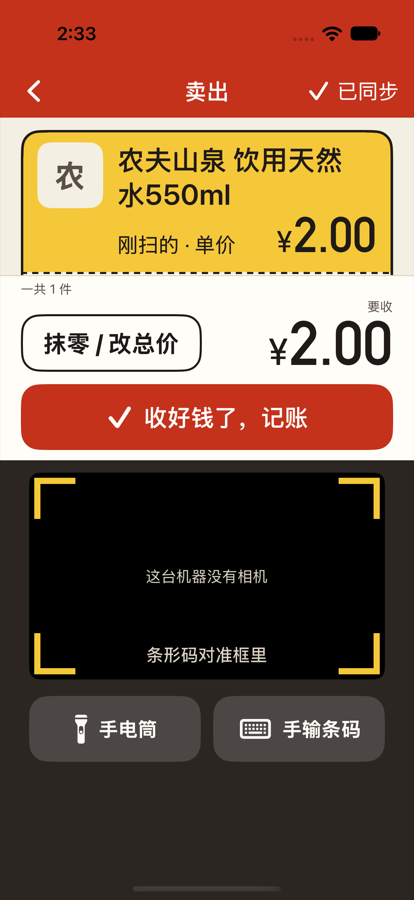 2:33
卖出
已同步
农
农夫山泉 饮用天然
水550ml
刚扫的 · 单价
¥2.00
一共 1 件
要收
抹零 / 改总价
¥2.00
收好钱了，记账
这台机器没有相机
条形码对准框里
手电筒
手输条码